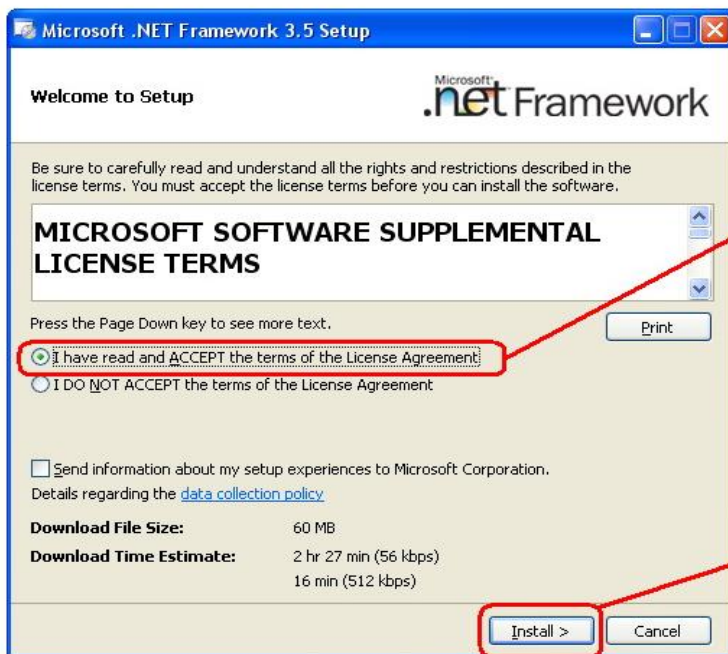 Microsoft .NET Framework 3.5 Setup
Welcome to Setup
Microsoft
.net Framework
Be sure to carefully read and understand all the rights and restrictions described in the
license terms. You must accept the license terms before you can install the software.
MICROSOFT SOFTWARE SUPPLEMENTAL
LICENSE TERMS
Press the Page Down key to see more text.
Print
I have read and ACCEPT the terms of the License Agreement
I DO NOT ACCEPT the terms of the License Agreement
Send information about my setup experiences to Microsoft Corporation.
Details regarding the data collection policy
Download File Size: 60 MB
Download Time Estimate: 2 hr 27 min (56 kbps)
16 min (512 kbps)
Install > Cancel